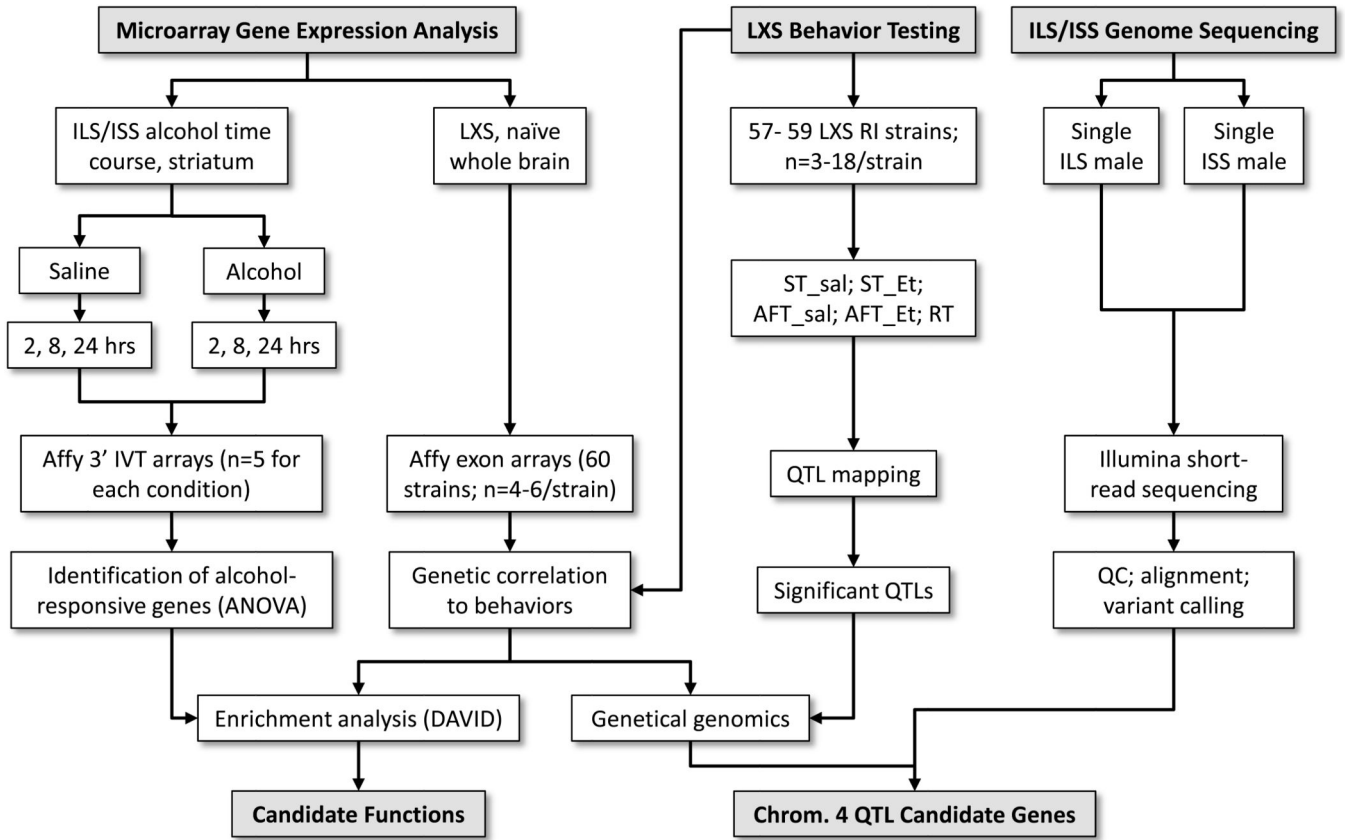 Microarray Gene Expression Analysis
LXS Behavior Testing
ILS/ISS Genome Sequencing
ILS/ISS alcohol time
course, striatum
LXS, naïve
whole brain
57- 59 LXS RI strains;
n=3-18/strain
Single
ILS male
Single
ISS male
Saline
Alcohol
ST_sal; ST_Et;
AFT_sal; AFT_Et; RT
2, 8, 24 hrs
2, 8, 24 hrs
Affy 3’ IVT arrays (n=5 for
each condition)
Affy exon arrays (60
strains; n=4-6/strain)
QTL mapping
Illumina short-
read sequencing
Identification of alcohol-
responsive genes (ANOVA)
Genetic correlation
to behaviors
Significant QTLs
QC; alignment;
variant calling
Enrichment analysis (DAVID)
Genetical genomics
Candidate Functions
Chrom. 4 QTL Candidate Genes